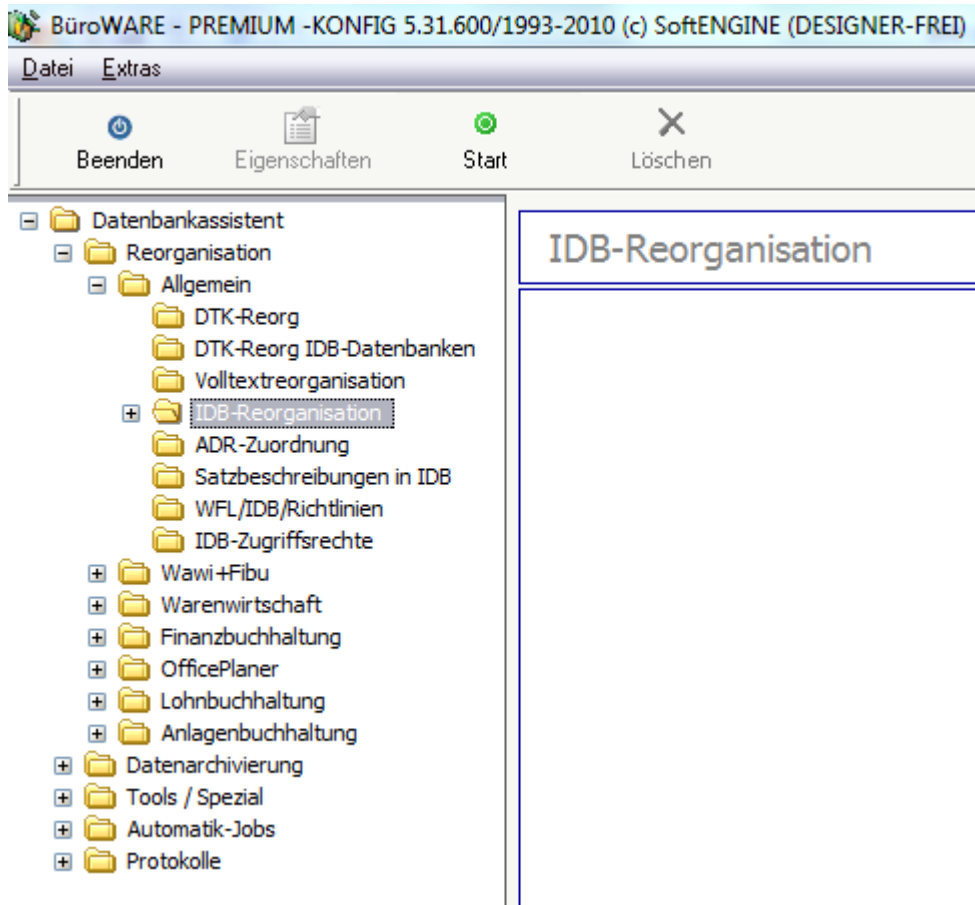 BüroWARE - PREMIUM -KONFIG 5.31.600/1993-2010 (c) SoftENGINE (DESIGNER-FREI)
Datei Extras
Beenden Eigenschaften Start Löschen
Datenbankassistent
Reorganisation
Allgemein
DTK-Reorg
DTK-Reorg IDB-Datenbanken
Volltextreorganisation
IDB-Reorganisation
ADR-Zuordnung
Satzbeschreibungen in IDB
WFL/IDB/Richtlinien
IDB-Zugriffsrechte
Wawi+Fibu
Warenwirtschaft
Finanzbuchhaltung
OfficePlaner
Lohnbuchhaltung
Anlagenbuchhaltung
Datenarchivierung
Tools / Spezial
Automatik-Jobs
Protokolle
IDB-Reorganisation